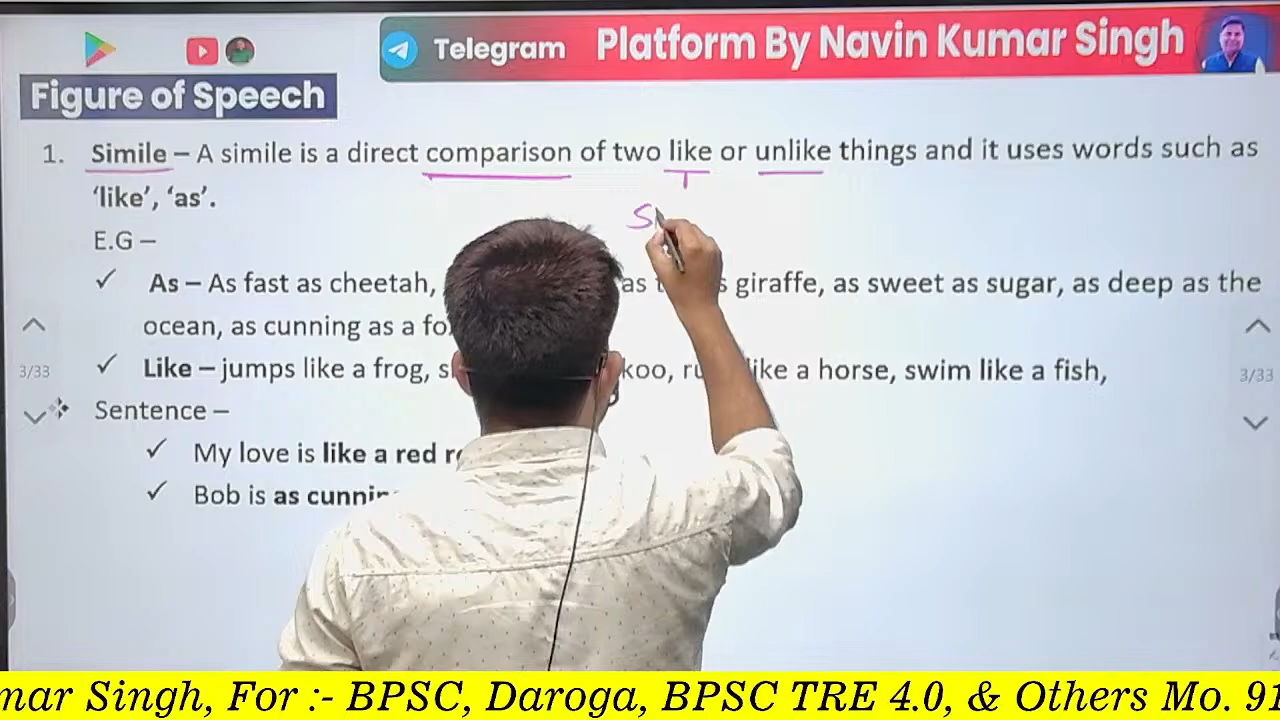 Telegram Platform By Navin Kumar Singh
Figure of Speech
1. Simile – A simile is a direct comparison of two like or unlike things and it uses words such as
'like', 'as'.
E.G –
✓ As – As fast as cheetah, as giraffe, as sweet as sugar, as deep as the
ocean, as cunning as a
✓ Like – jumps like a frog, like a horse, swim like a fish,
3/33
3/33
Sentence –
✓ My love is like a red
✓ Bob is as
mar Singh, For :- BPSC, Daroga, BPSC TRE 4.0, & Others Mo. 91